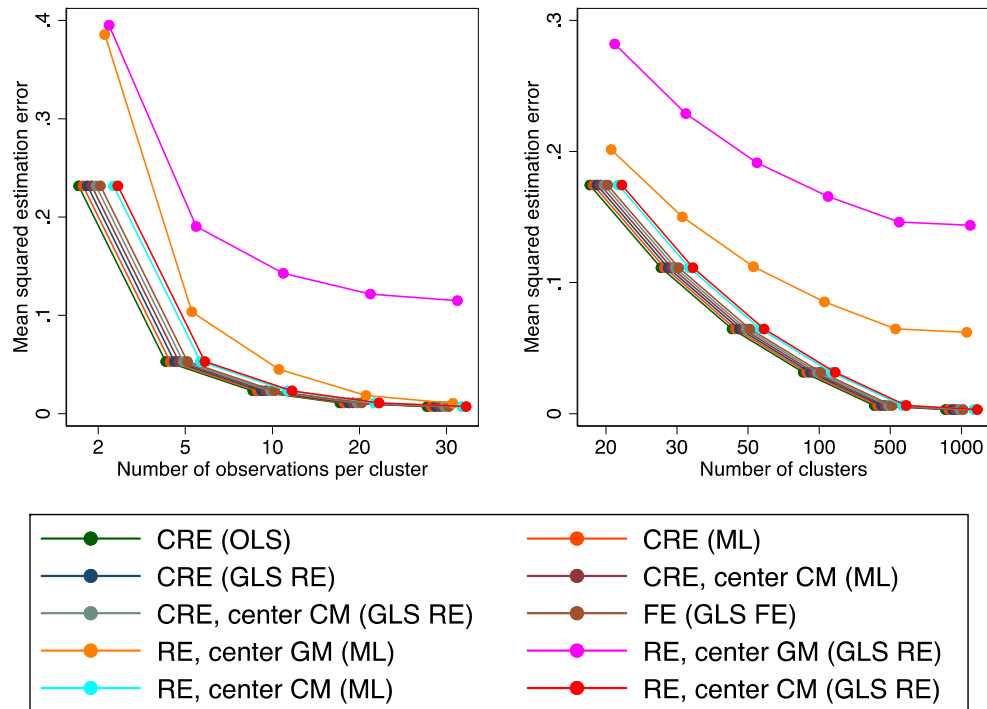 .4
.3
.2
.1
0
Mean squared estimation error
2 5 10 20 30
Number of observations per cluster
.3
.2
.1
0
Mean squared estimation error
20 30 50 100 500 1000
Number of clusters
CRE (OLS)
CRE (ML)
CRE (GLS RE)
CRE, center CM (ML)
CRE, center CM (GLS RE)
FE (GLS FE)
RE, center GM (ML)
RE, center GM (GLS RE)
RE, center CM (ML)
RE, center CM (GLS RE)